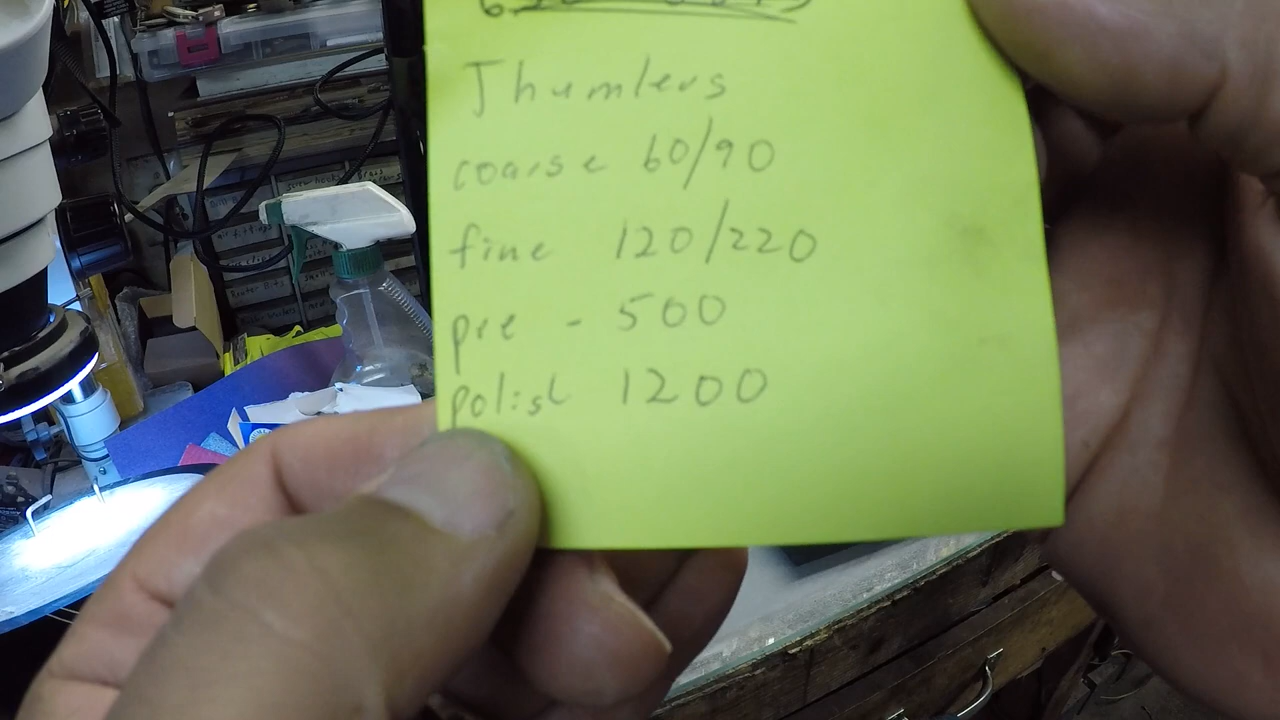 Thumlers
coarse 60/90
fine 120/220
pre - 500
polish 1200